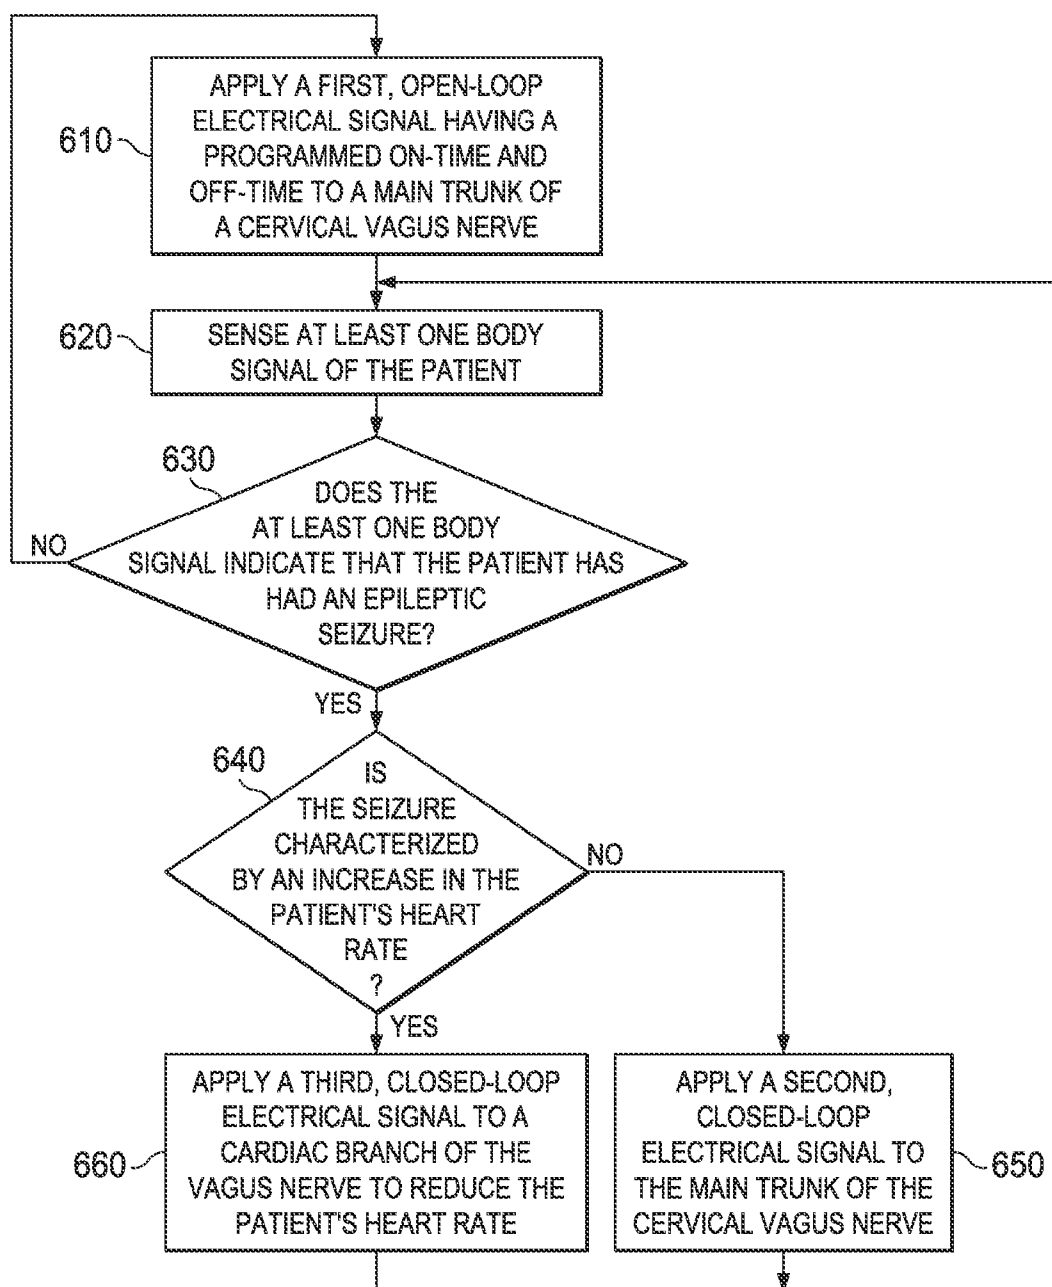 APPLY A FIRST, OPEN-LOOP
ELECTRICAL SIGNAL HAVING A
PROGRAMMED ON-TIME AND
OFF-TIME TO A MAIN TRUNK OF
A CERVICAL VAGUS NERVE
610
SENSE AT LEAST ONE BODY
SIGNAL OF THE PATIENT
620
630
DOES THE
AT LEAST ONE BODY
SIGNAL INDICATE THAT THE PATIENT HAS
HAD AN EPILEPTIC
SEIZURE?
NO
YES
640
IS
THE SEIZURE
CHARACTERIZED
BY AN INCREASE IN THE
PATIENT'S HEART
RATE
?
NO
YES
APPLY A THIRD, CLOSED-LOOP
ELECTRICAL SIGNAL TO A
CARDIAC BRANCH OF THE
VAGUS NERVE TO REDUCE THE
PATIENT'S HEART RATE
660
APPLY A SECOND,
CLOSED-LOOP
ELECTRICAL SIGNAL TO
THE MAIN TRUNK OF THE
CERVICAL VAGUS NERVE
650